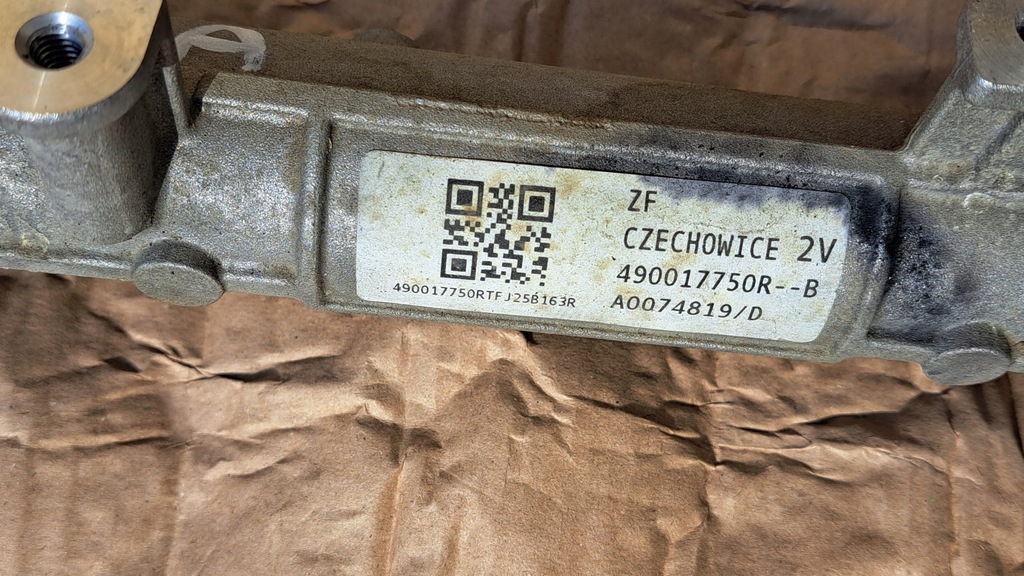 ZF
CZECHOWICE 2V
490017750R--B
A0074819/D
490017750RTFJ25B163R